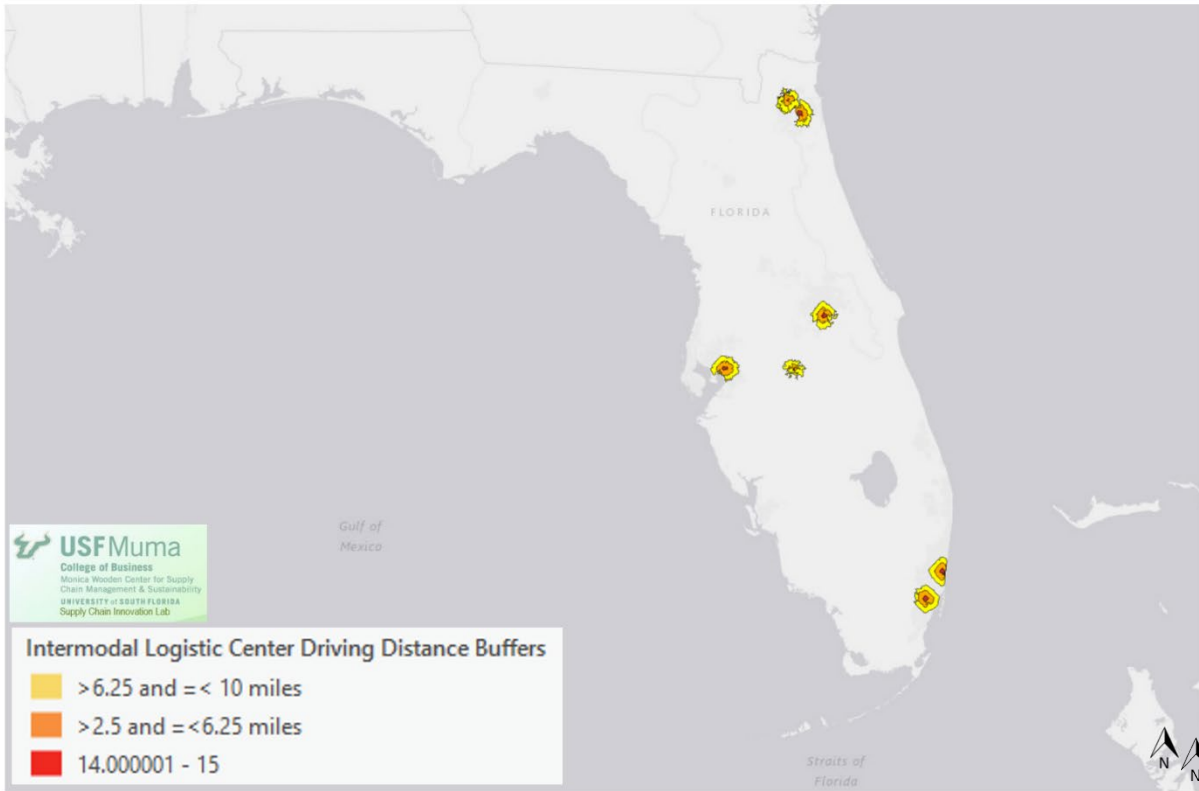 FLORIDA
Gulf of
Mexico
USF Muma
College of Business
Monica Wooden Center for Supply
Chain Management & Sustainability
UNIVERSITY of SOUTH FLORIDA
Supply Chain Innovation Lab
Intermodal Logistic Center Driving Distance Buffers
>6.25 and =< 10 miles
>2.5 and =<6.25 miles
14.000001 - 15
Straits of
Florida
N
N